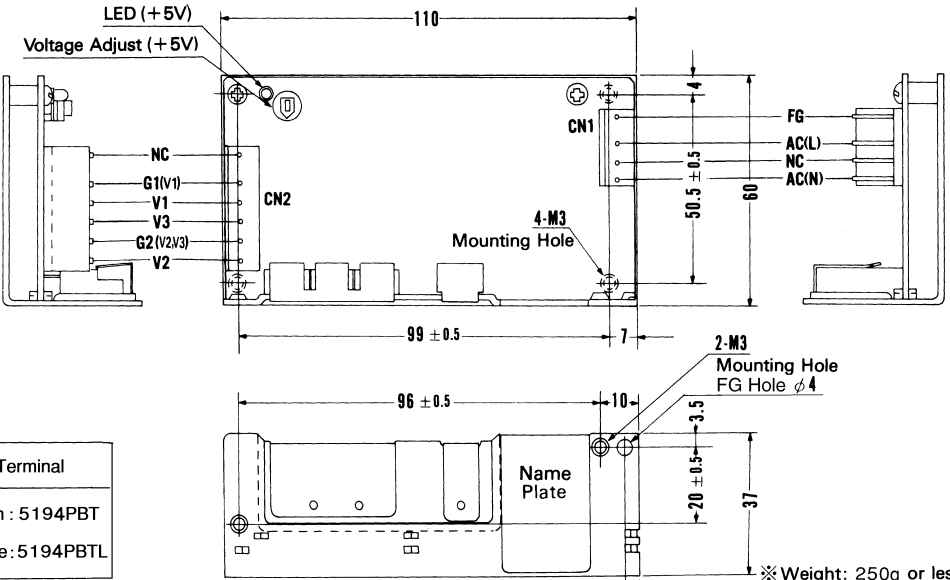 LED (+5V)
Voltage Adjust (+5V)
110
4
CN1
FG
AC(L)
NC
AC(N)
NC
G1(V1)
V1
V3
G2(V2,V3)
V2
CN2
50.5 ±0.5
60
4-M3
Mounting Hole
99 ±0.5
7
2-M3
Mounting Hole
FG Hole φ4
96 ±0.5
10
3.5
20 ±0.5
37
Name
Plate
Terminal
: 5194PBT
e:5194PBTL
※Weight: 250g or les